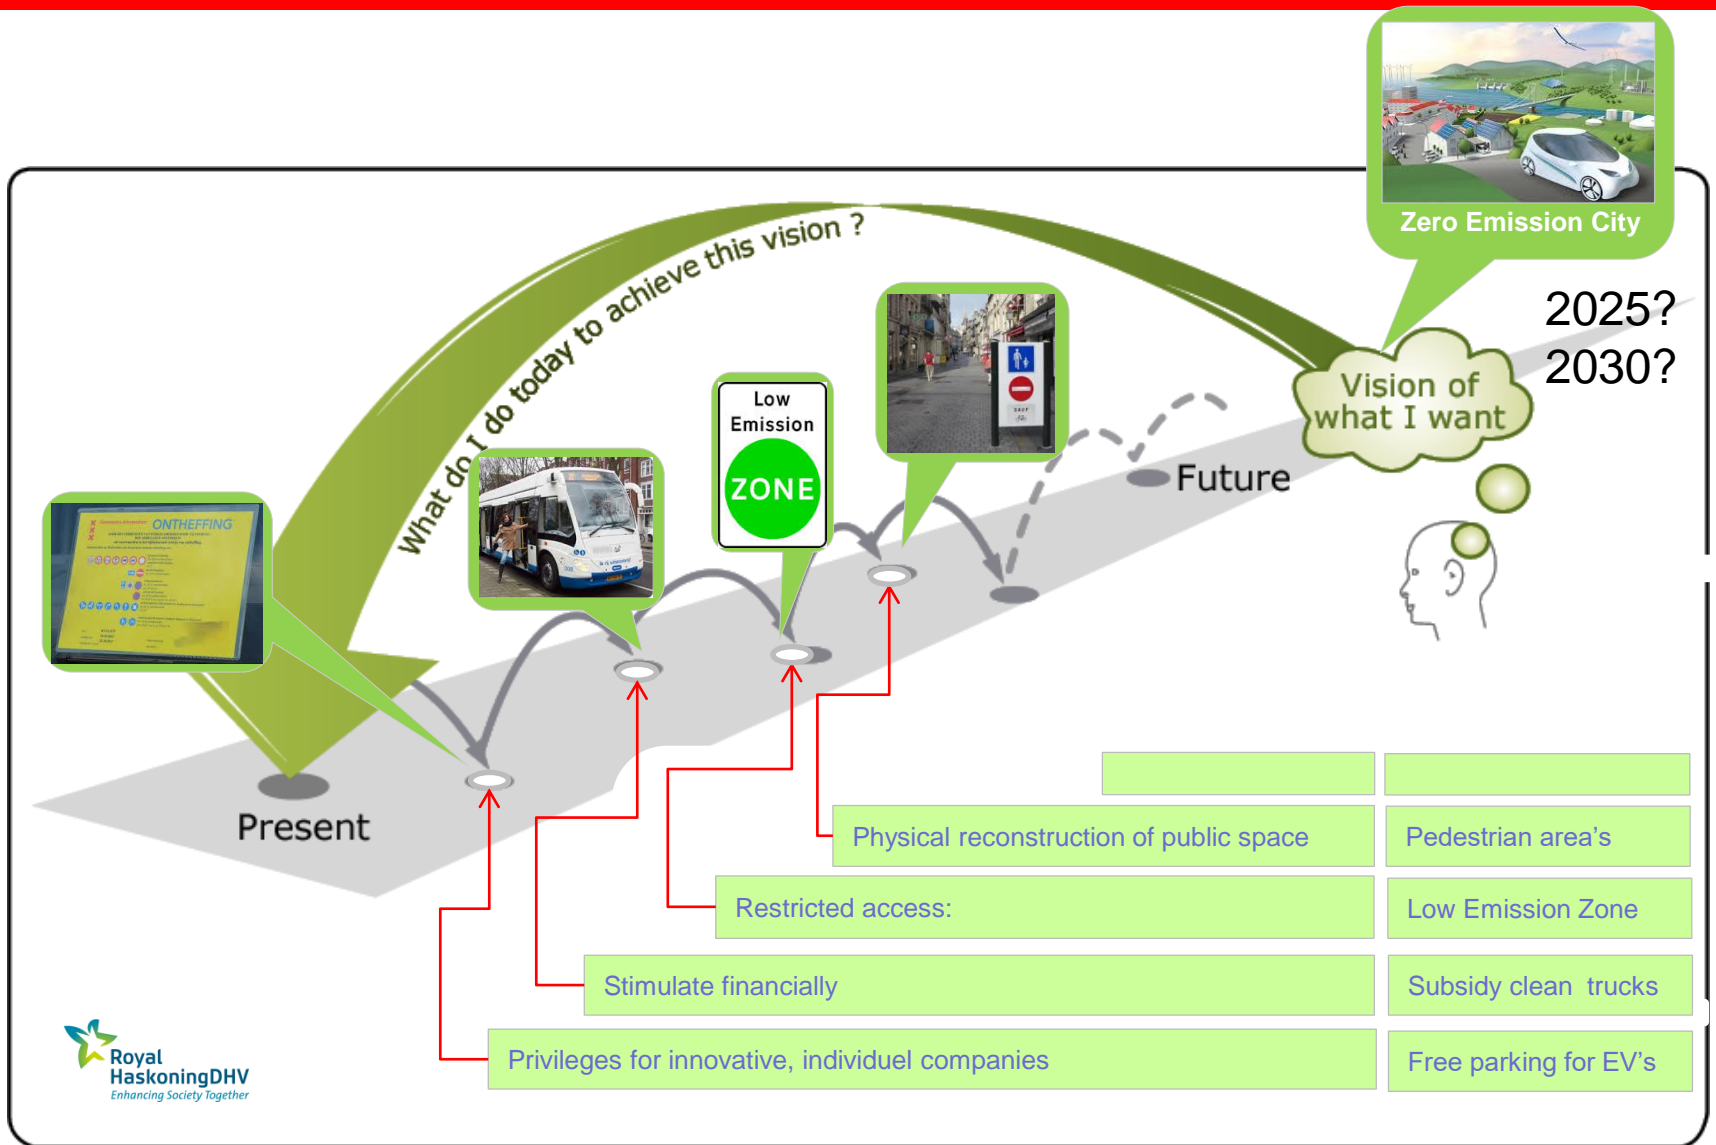 Zero Emission City
2025?
2030?
What do I do today to achieve this vision ?
Vision of
what I want
Low
Emission
ZONE
SAUF
ONTHEFFING
Future
Present
Physical reconstruction of public space
Pedestrian area's
Restricted access:
Low Emission Zone
Stimulate financially
Subsidy clean  trucks
Privileges for innovative, individuel companies
Free parking for EV's
Royal
HaskoningDHV
Enhancing Society Together